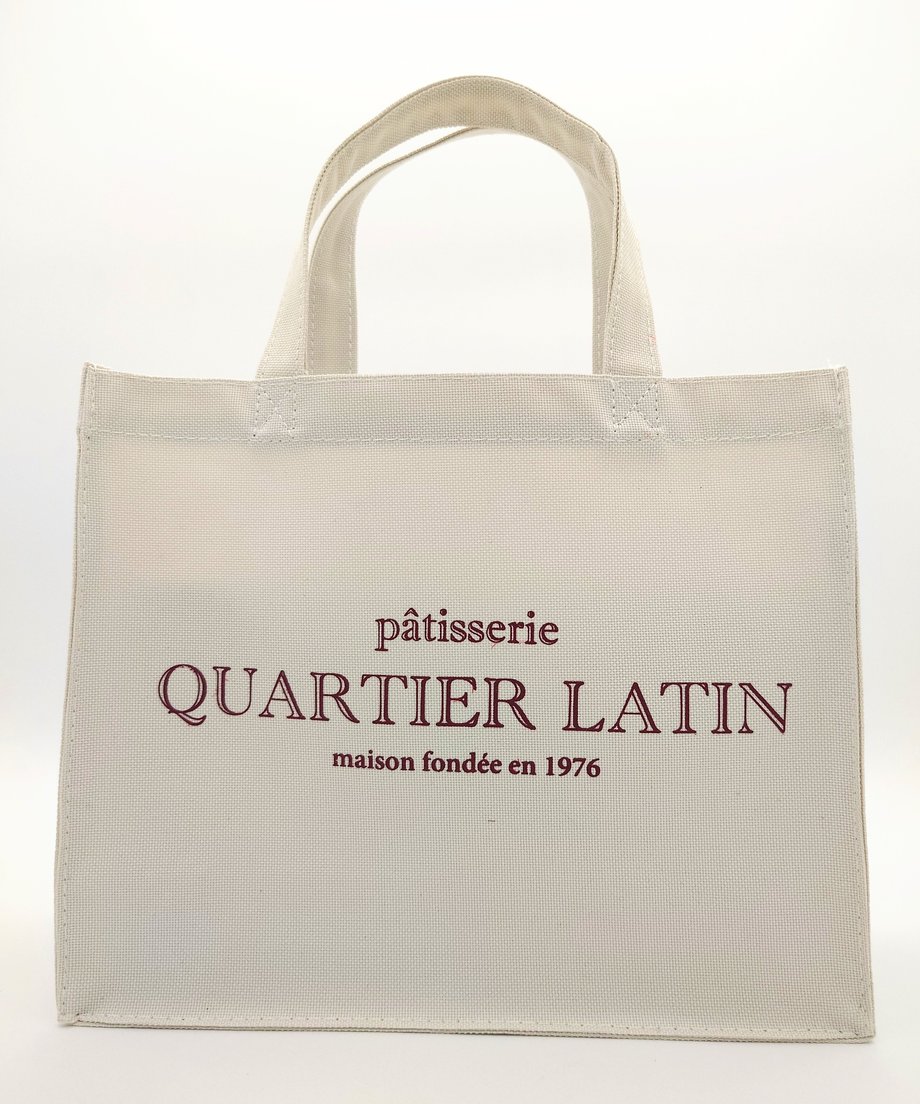 pâtisserie
QUARTIER LATIN
maison fondée en 1976